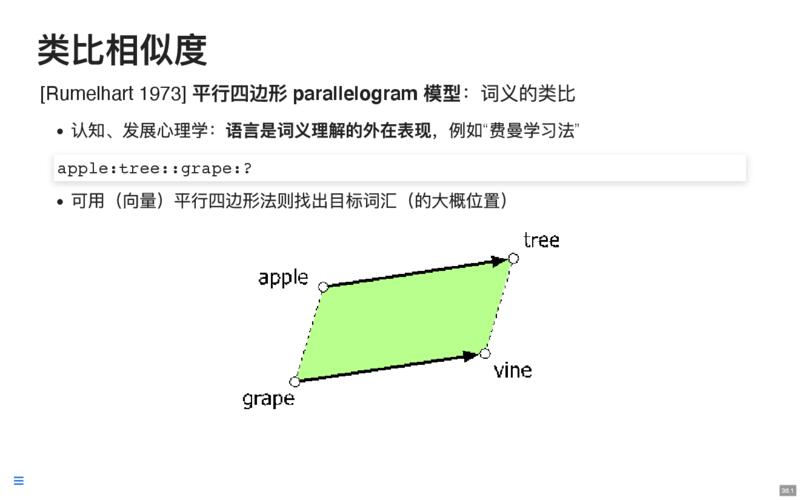 类比相似度
[Rumelhart 1973] 平行四边形 parallelogram 模型：词义的类比
• 认知、发展心理学：语言是词义理解的外在表现，例如“费曼学习法”
apple:tree::grape:?
• 可用（向量）平行四边形法则找出目标词汇（的大概位置）
tree
apple
vine
grape